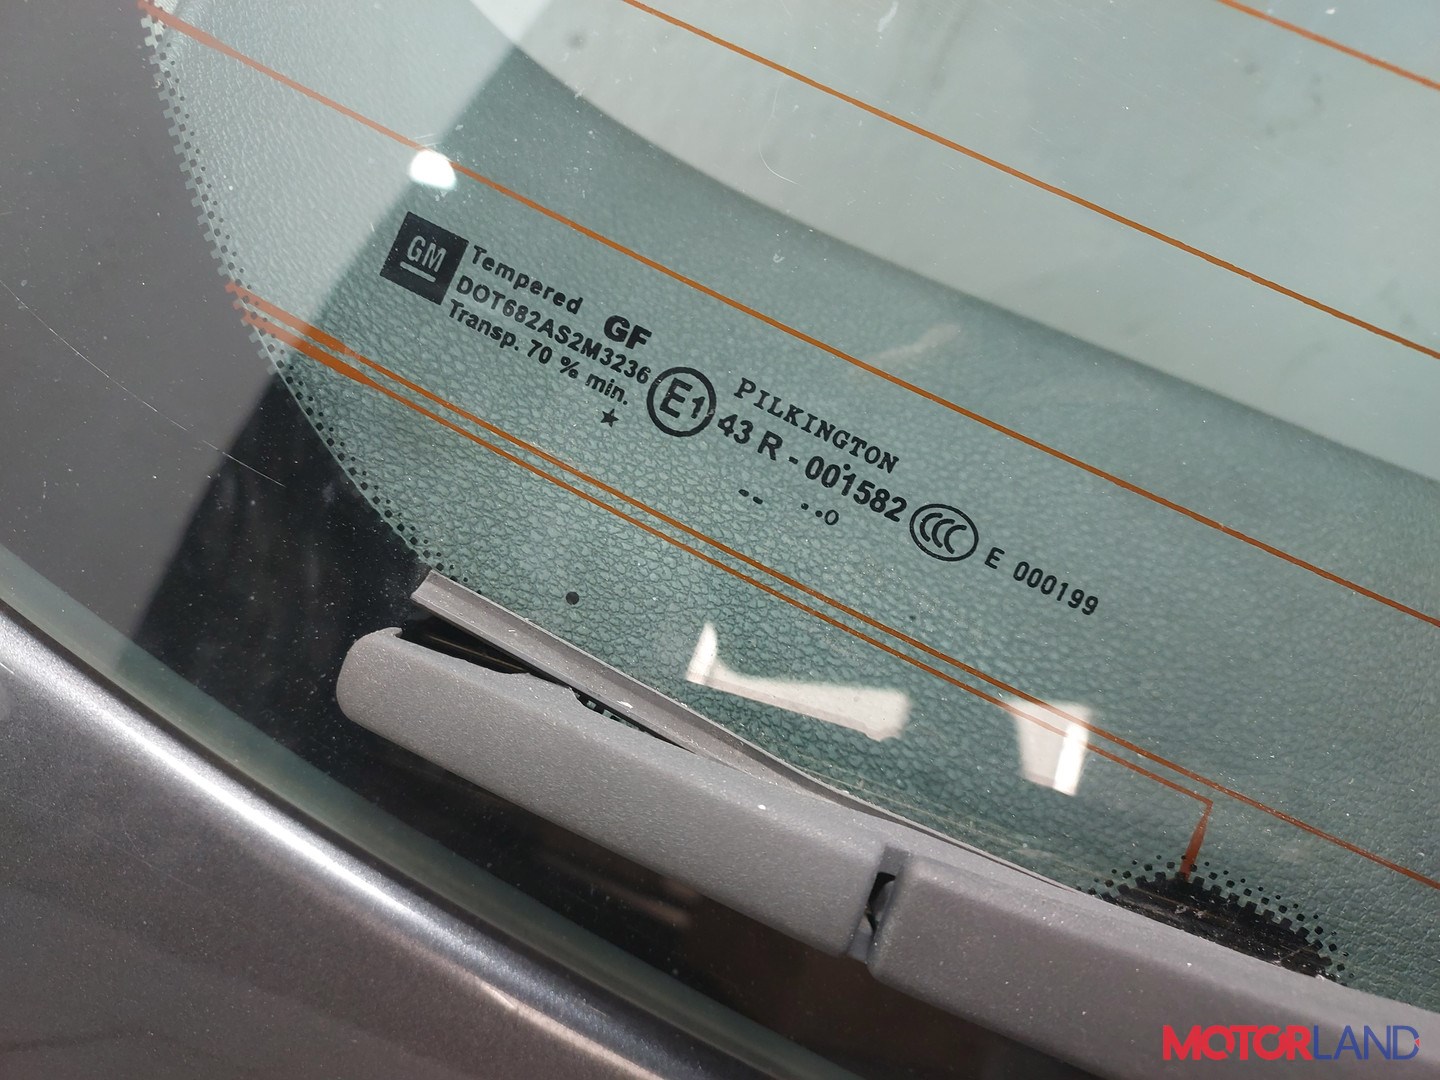 GM
Tempered GF
DOT682AS2M3236
Transp. 70 % min.
E1
PILKINGTON
43 R - 001582
CCC
E 000199
MOTORLAND